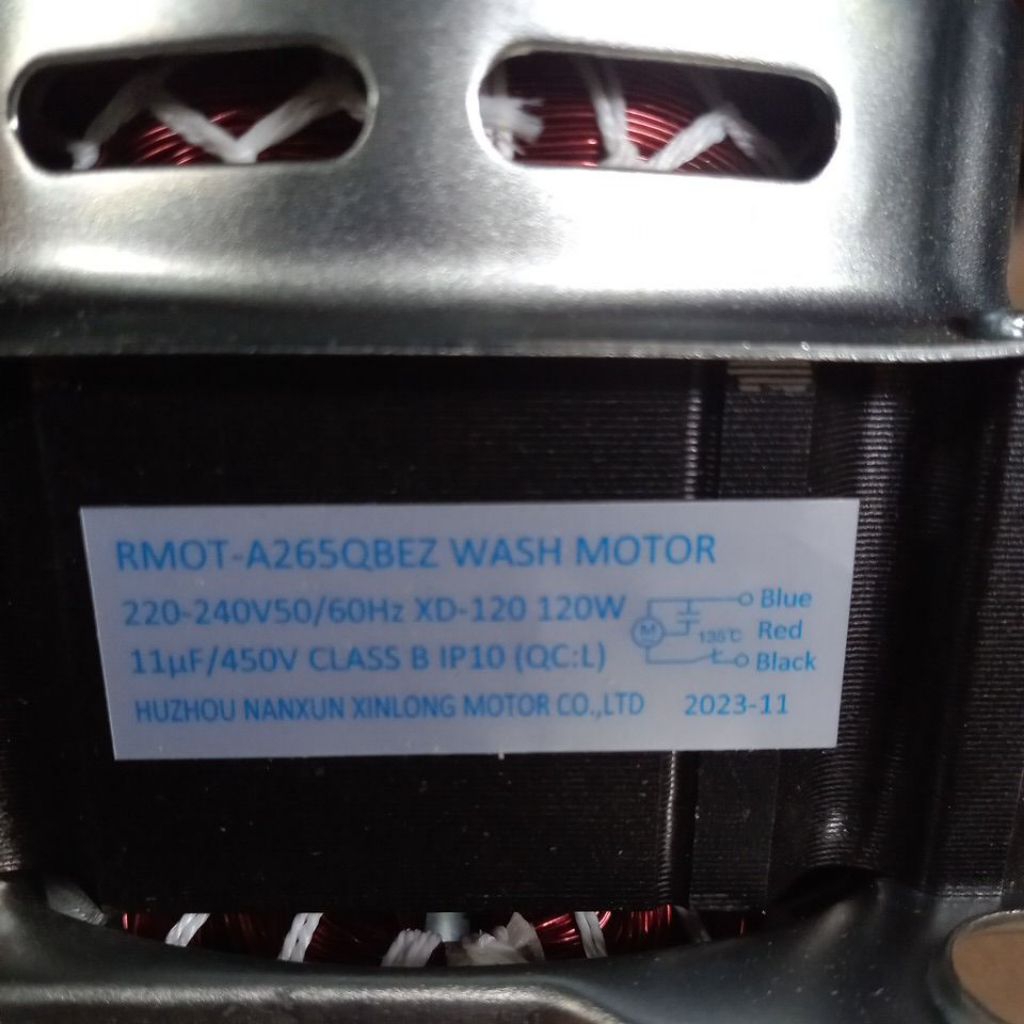 RMOT-A265QBEZ WASH MOTOR
220-240V50/60Hz XD-120 120W
11μF/450V CLASS B IP10 (QC:L)
HUZHOU NANXUN XINLONG MOTOR CO.,LTD 2023-11
M
135℃
Blue
Red
Black